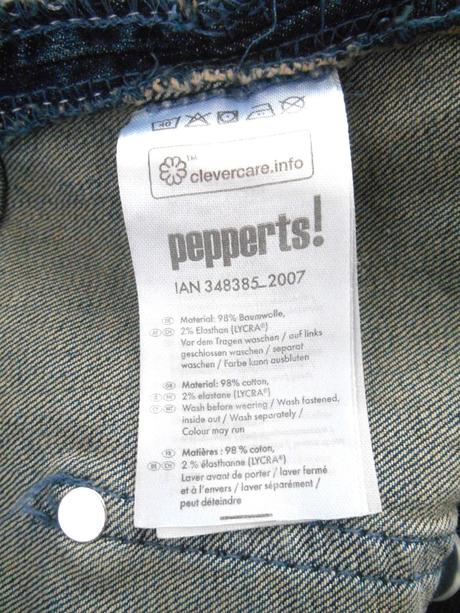 40
clevercare.info
TM
pepperts!
IAN 348385_2007
Material: 98% Baumwolle,
2% Elasthan (LYCRA®)
Vor dem Tragen waschen / auf links
geschlossen waschen / separat
waschen / Farbe kann ausbluten
Material: 98% cotton,
2% elastane (LYCRA®)
Wash before wearing / Wash fastened,
inside out / Wash separately /
Colour may run
Matières : 98 % coton,
2 % élasthanne (LYCRA®)
Laver avant de porter / laver fermé
et à l'envers / laver séparément /
peut déteindre